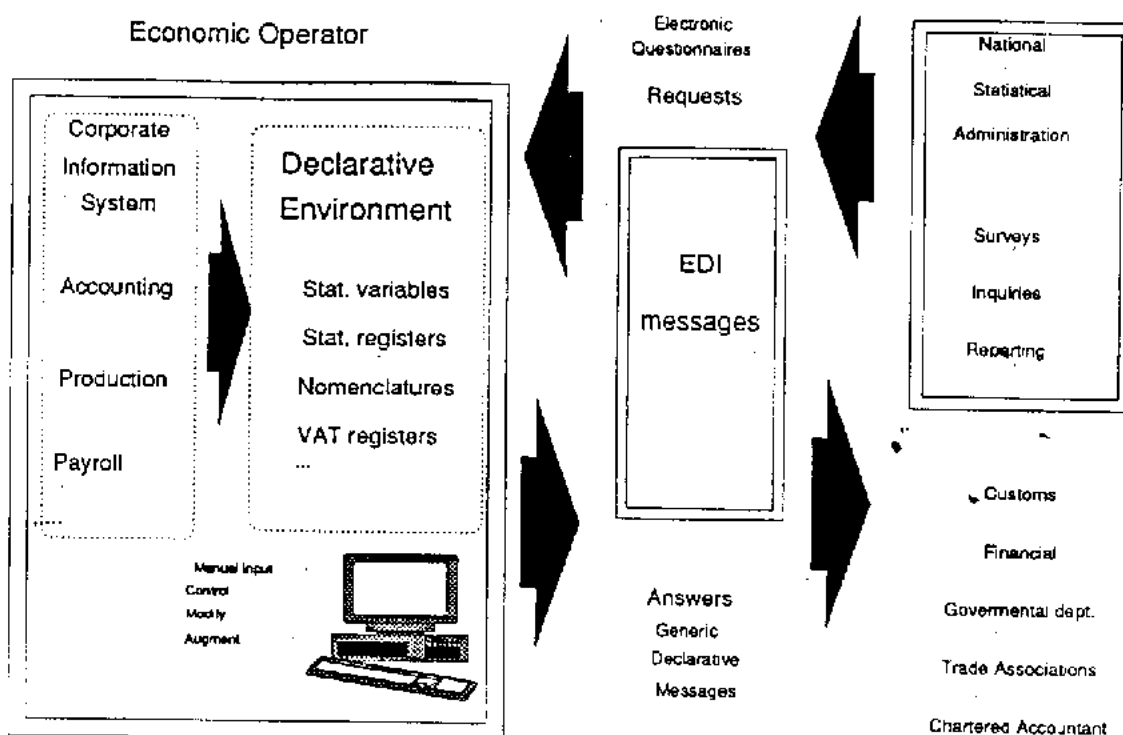 Economic Operator
Corporate
Information
System
Accounting
Production
Payroll
.....
Declarative
Environment
Stat. variables
Stat. registers
Nomenclatures
VAT registers
...
Manual input
Control
Modify
Augment
Electronic
Questionnaires
Requests
EDI
messages
Answers
Generic
Declarative
Messages
National
Statistical
Administration
Surveys
Inquiries
Reporting
Customs
Financial
Govermental dept.
Trade Associations
Chartered Accountant